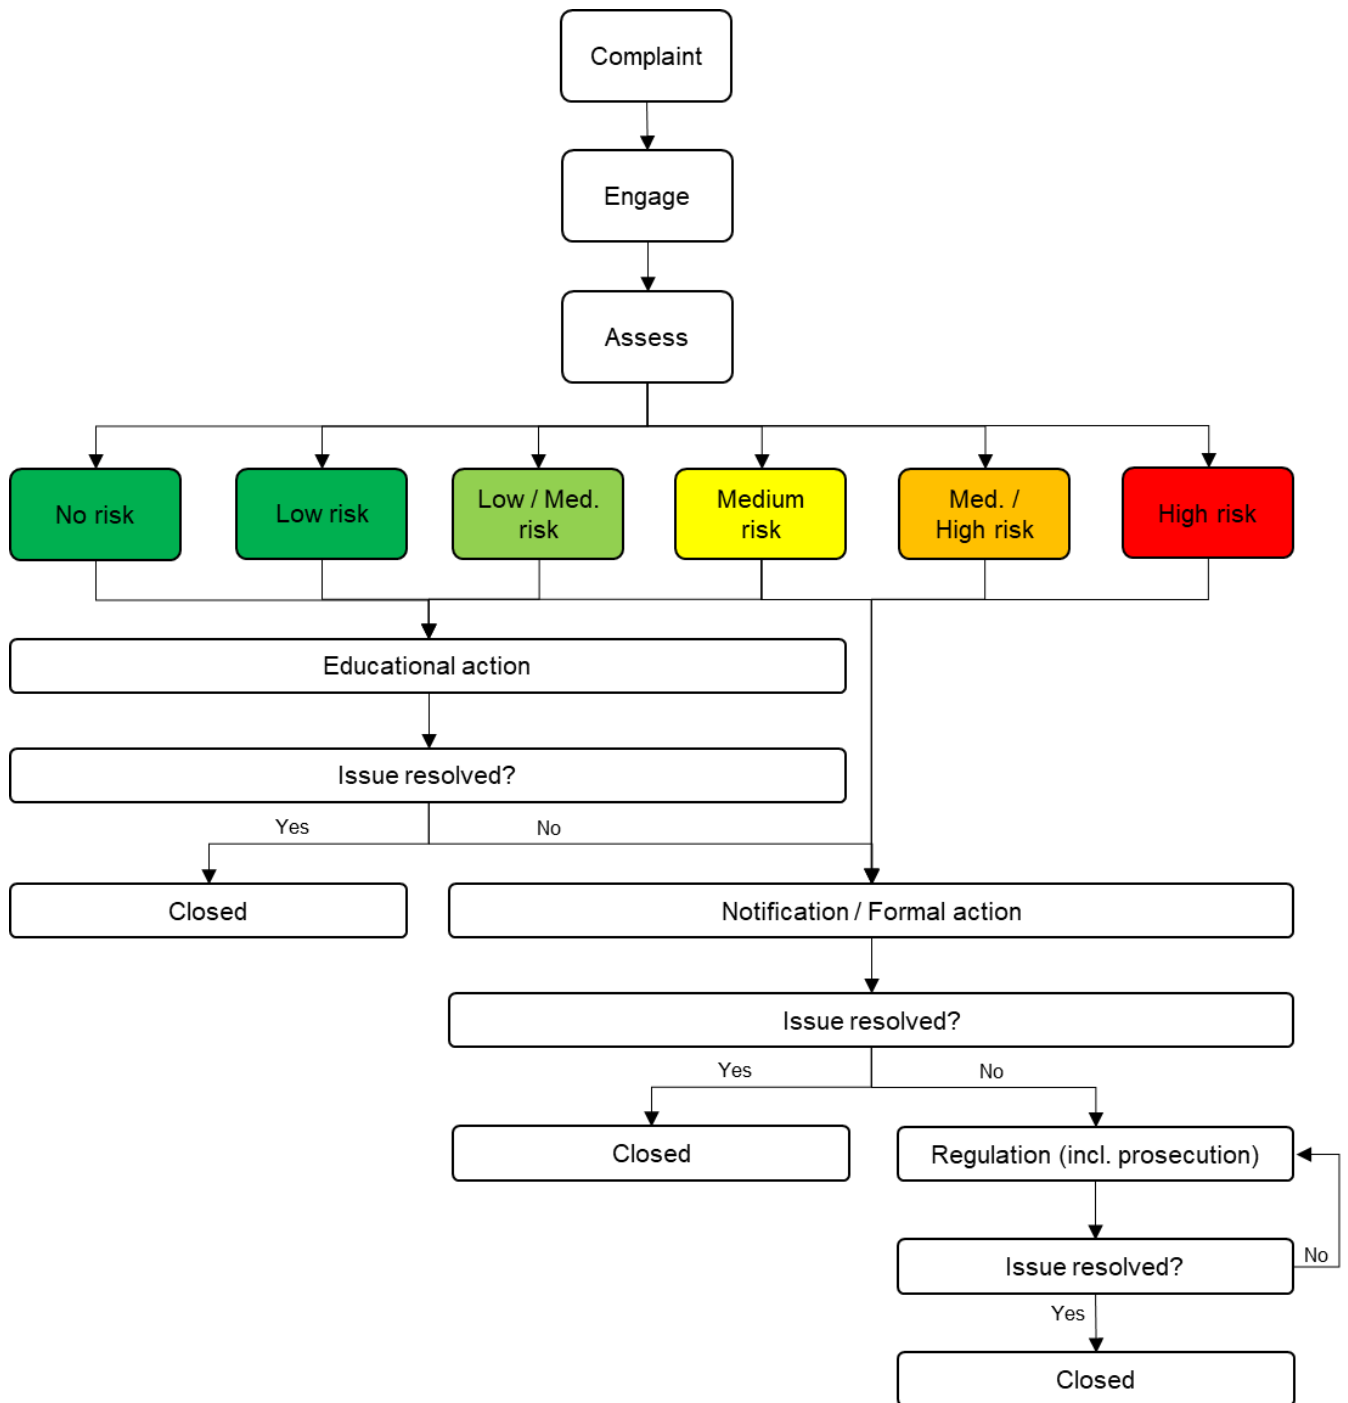 Complaint
Engage
Assess
No risk
Low risk
Low / Med.
risk
Medium
risk
Med. /
High risk
High risk
Educational action
Issue resolved?
Yes
No
Closed
Notification / Formal action
Issue resolved?
Yes
No
Closed
Regulation (incl. prosecution)
Issue resolved?
No
Yes
Closed